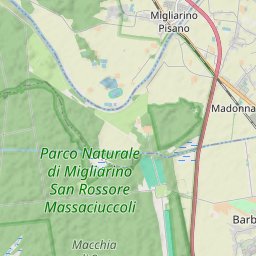 Migliarino
Pisano
Madonna
Parco Naturale
di Migliarino
San Rossore
Massaciuccoli
Barb
Macchia